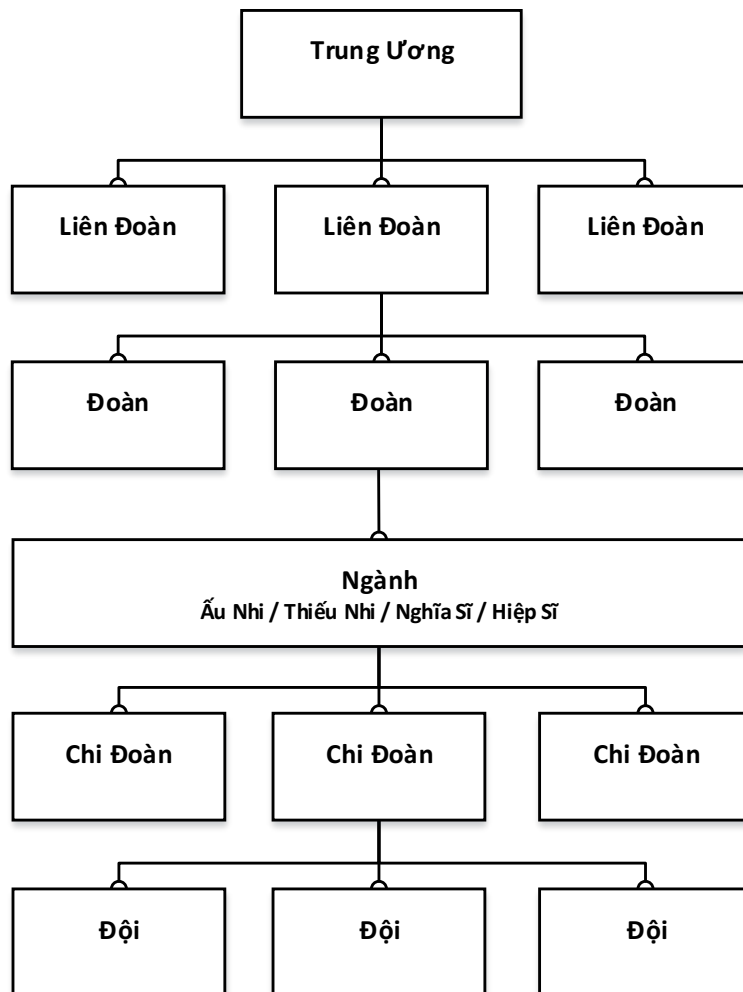 Trung Ương
Liên Đoàn
Liên Đoàn
Liên Đoàn
Đoàn
Đoàn
Đoàn
Ngành
Ấu Nhi / Thiếu Nhi / Nghĩa Sĩ / Hiệp Sĩ
Chi Đoàn
Chi Đoàn
Chi Đoàn
Đội
Đội
Đội